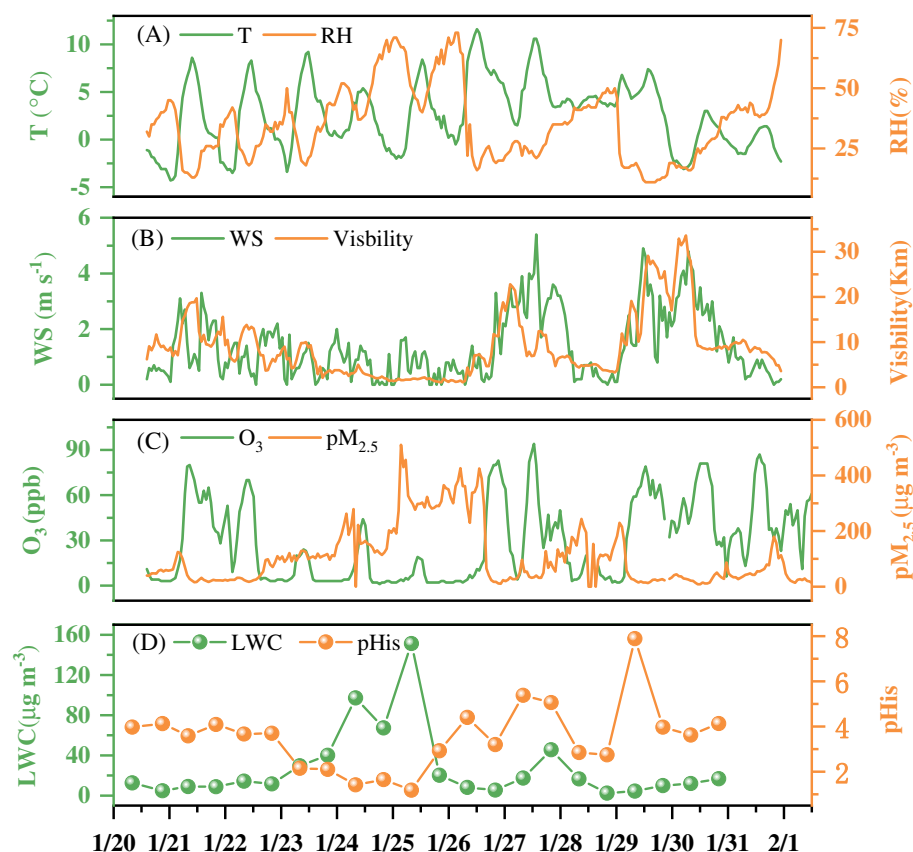 (A) T RH
10
5
0
-5
T (°C)
75
50
25
RH(%)
(B) WS Visbility
6
4
2
0
WS (m s⁻¹)
30
20
10
0
Visbility(Km)
(C) O₃ pM₂.₅
90
60
30
0
O₃ (ppb)
600
400
200
0
pM₂.₅ (μg m⁻³)
(D) LWC pHis
160
120
80
40
0
LWC(μg m⁻³)
8
6
4
2
pHis
1/20 1/21 1/22 1/23 1/24 1/25 1/26 1/27 1/28 1/29 1/30 1/31 2/1